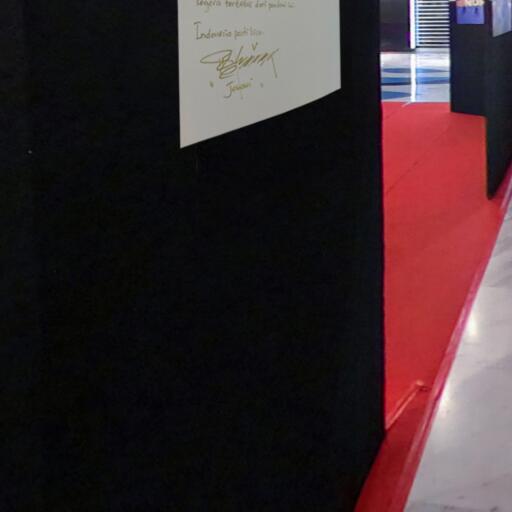 segera terbebas dari pandemi ini.
Indonesia pasti bisa.
" Jokowi "